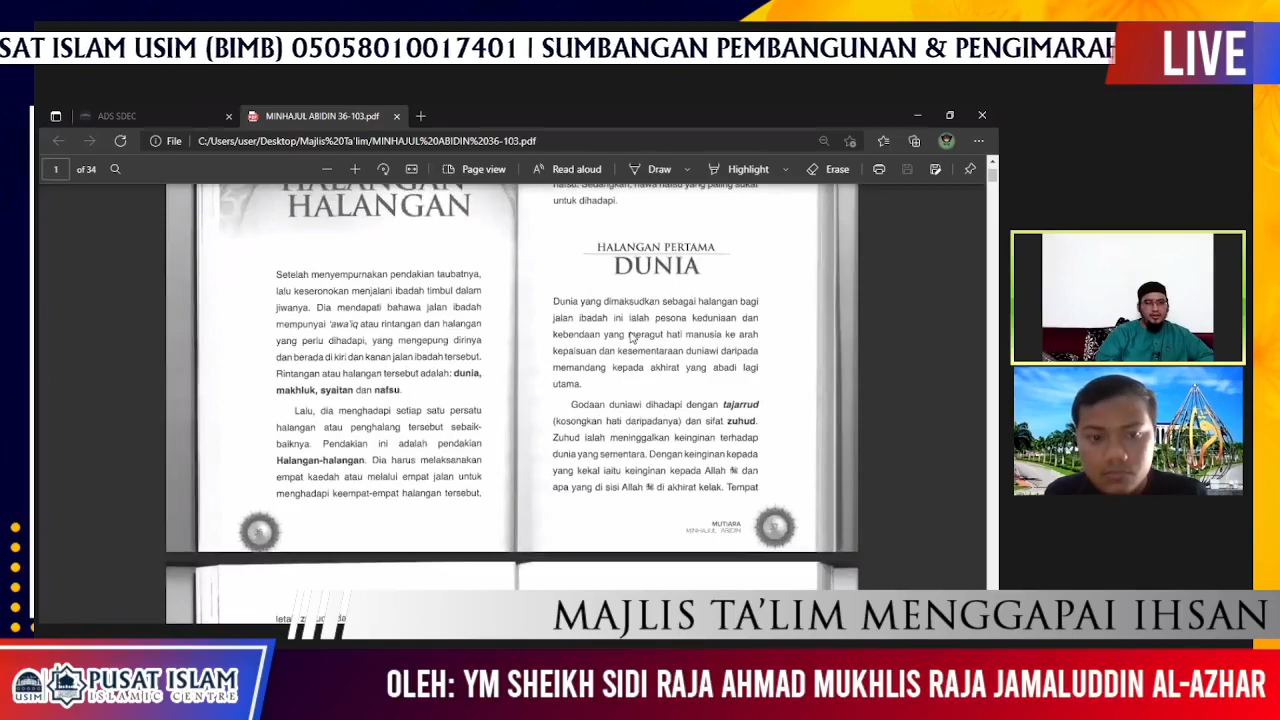 SAT ISLAM USIM (BIMB) 05058010017401 | SUMBANGAN PEMBANGUNAN & PENGIMARAH
LIVE
ADS SDEC
MINHAJUL ABIDIN 36-103.pdf
File
C:/Users/user/Desktop/Majlis%20Ta'lim/MINHAJUL%20ABIDIN%2036-103.pdf
1 of 34
Page view
Read aloud
Draw
Highlight
Erase
HALANGAN
HALANGAN
Setelah menyempurnakan pendakian taubatnya,
lalu keseronokan menjalani ibadah timbul dalam
jiwanya. Dia mendapati bahawa jalan ibadah
mempunyai 'awa'iq atau rintangan dan halangan
yang perlu dihadapi, yang mengepung dirinya
dan berada di kiri dan kanan jalan ibadah tersebut.
Rintangan atau halangan tersebut adalah: dunia,
makhluk, syaitan dan nafsu.
Lalu, dia menghadapi setiap satu persatu
halangan atau penghalang tersebut sebaik-
baiknya. Pendakian ini adalah pendakian
Halangan-halangan. Dia harus melaksanakan
empat kaedah atau melalui empat jalan untuk
menghadapi keempat-empat halangan tersebut.
nafsu. Sedangkan, hawa nafsu yang paling sukar
untuk dihadapi.
HALANGAN PERTAMA
DUNIA
Dunia yang dimaksudkan sebagai halangan bagi
jalan ibadah ini ialah pesona keduniaan dan
kebendaan yang meragut hati manusia ke arah
kepalsuan dan kesementaraan duniawi daripada
memandang kepada akhirat yang abadi lagi
utama.
Godaan duniawi dihadapi dengan tajarrud
(kosongkan hati daripadanya) dan sifat zuhud.
Zuhud ialah meninggalkan keinginan terhadap
dunia yang sementara. Dengan keinginan kepada
yang kekal iaitu keinginan kepada Allah ﷻ dan
apa yang di sisi Allah ﷻ di akhirat kelak. Tempat
MUTIARA
MINHAJUL ABIDIN
MAJLIS TA'LIM MENGGAPAI IHSAN
USIM
PUSAT ISLAM
ISLAMIC CENTRE
OLEH: YM SHEIKH SIDI RAJA AHMAD MUKHLIS RAJA JAMALUDDIN AL-AZHAR